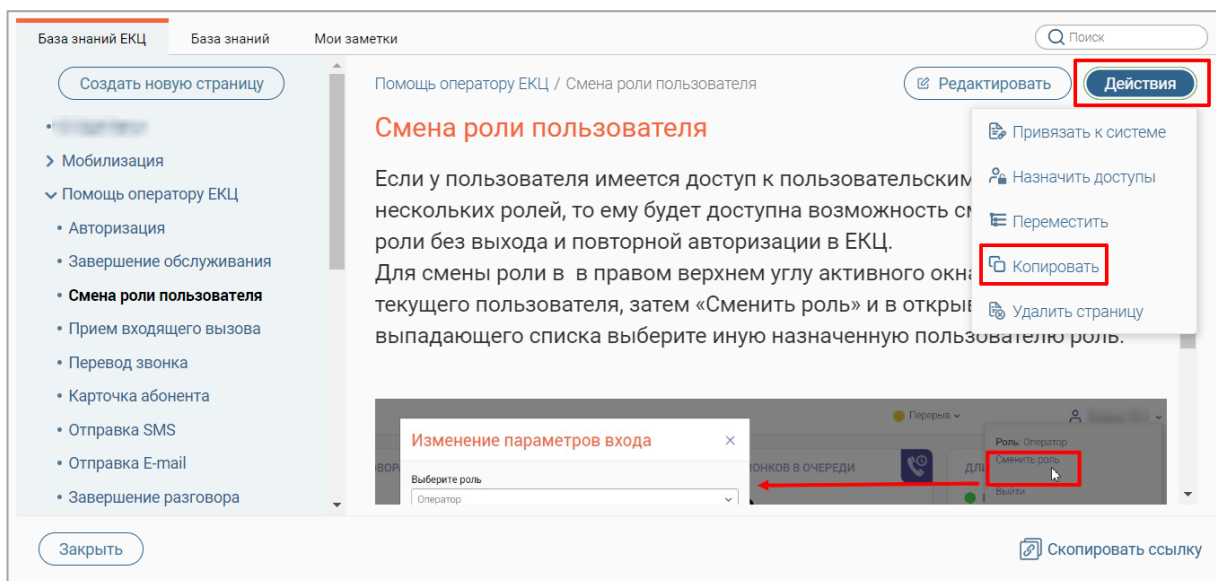 База знаний ЕКЦ
База знаний
Мои заметки
Поиск
Создать новую страницу
Мобилизация
Помощь оператору ЕКЦ
• Авторизация
• Завершение обслуживания
• Смена роли пользователя
• Прием входящего вызова
• Перевод звонка
• Карточка абонента
• Отправка SMS
• Отправка E-mail
• Завершение разговора
Помощь оператору ЕКЦ / Смена роли пользователя
Редактировать
Действия
Привязать к системе
Назначить доступы
Переместить
Копировать
Удалить страницу
Смена роли пользователя
Если у пользователя имеется доступ к пользовательским
нескольких ролей, то ему будет доступна возможность
роли без выхода и повторной авторизации в ЕКЦ.
Для смены роли в в правом верхнем углу активного окна
текущего пользователя, затем «Сменить роль» и в
выпадающего списка выберите иную назначенную пользователю роль.
Перерыв
Изменение параметров входа
Роль: Оператор
Сменить роль
Выйти
ЗВОНКОВ В ОЧЕРЕДИ
Выберите роль
Оператор
Закрыть
Скопировать ссылку